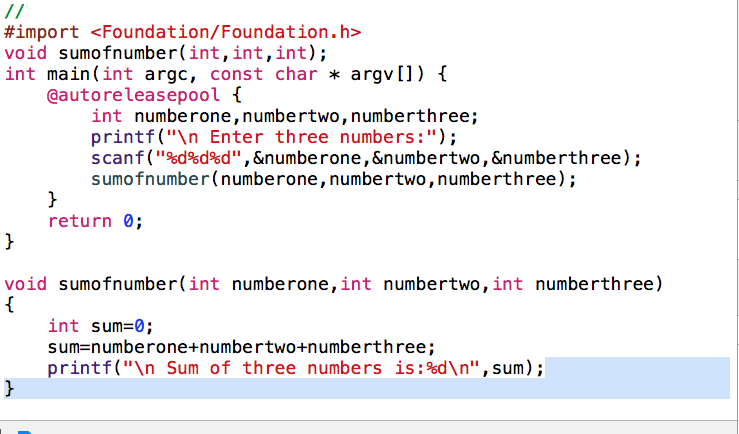 //
#import <Foundation/Foundation.h>
void sumofnumber(int,int,int);
int main(int argc, const char * argv[]) {
    @autoreleasepool {
        int numberone,numbertwo,numberthree;
        printf("\n Enter three numbers:");
        scanf("%d%d%d",&numberone,&numbertwo,&numberthree);
        sumofnumber(numberone,numbertwo,numberthree);
    }
    return 0;
}

void sumofnumber(int numberone,int numbertwo,int numberthree)
{
    int sum=0;
    sum=numberone+numbertwo+numberthree;
    printf("\n Sum of three numbers is:%d\n",sum);
}